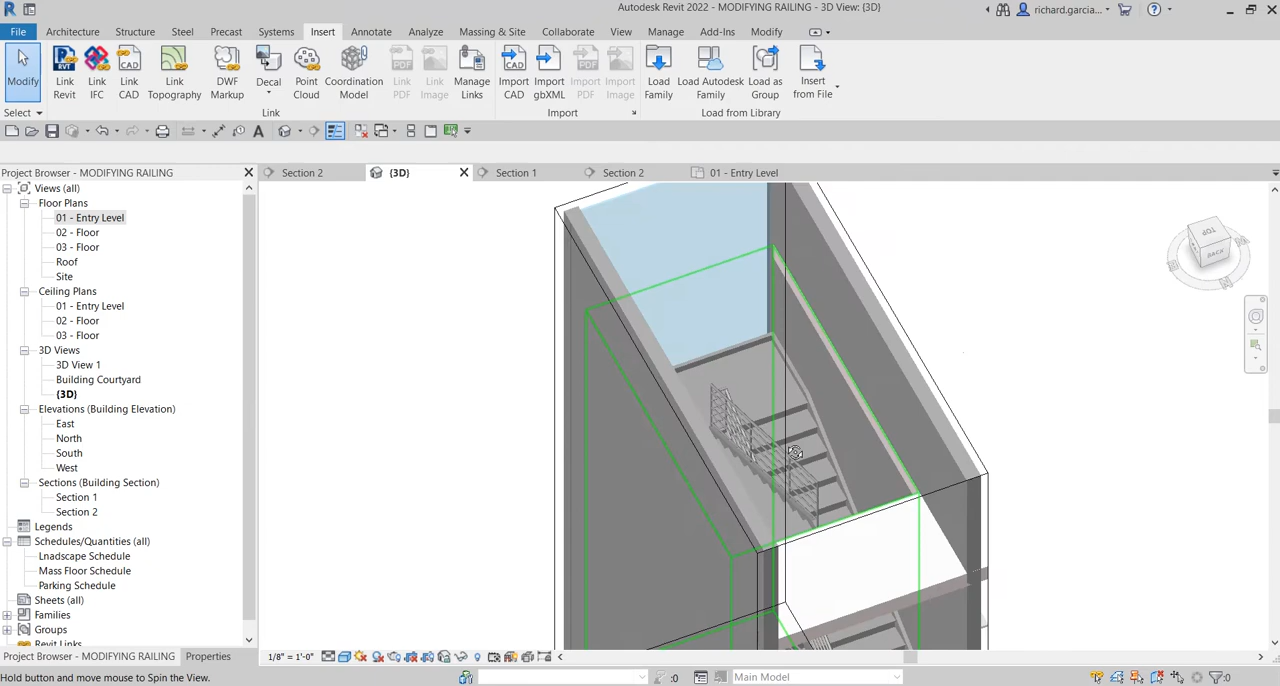 Autodesk Revit 2022 - MODIFYING RAILING - 3D View: {3D}
richard.garcia...
File Architecture Structure Steel Precast Systems Insert Annotate Analyze Massing & Site Collaborate View Manage Add-Ins Modify
Modify
Link Revit
Link IFC
Link CAD
Link Topography
DWF Markup
Decal
Point Cloud
Coordination Model
Link PDF
Link Image
Manage Links
Import CAD
Import gbXML
Import PDF
Import Image
Load Family
Load Autodesk Family
Load as Group
Insert from File
Select
Link
Import
Load from Library
Project Browser - MODIFYING RAILING
Section 2
{3D}
Section 1
Section 2
01 - Entry Level
Views (all)
Floor Plans
01 - Entry Level
02 - Floor
03 - Floor
Roof
Site
Ceiling Plans
01 - Entry Level
02 - Floor
03 - Floor
3D Views
3D View 1
Building Courtyard
{3D}
Elevations (Building Elevation)
East
North
South
West
Sections (Building Section)
Section 1
Section 2
Legends
Schedules/Quantities (all)
Lnadscape Schedule
Mass Floor Schedule
Parking Schedule
Sheets (all)
Families
Groups
Revit Links
TOP
BACK
Project Browser - MODIFYING RAILING
Properties
1/8" = 1'-0"
Hold button and move mouse to Spin the View.
:0
Main Model
:0